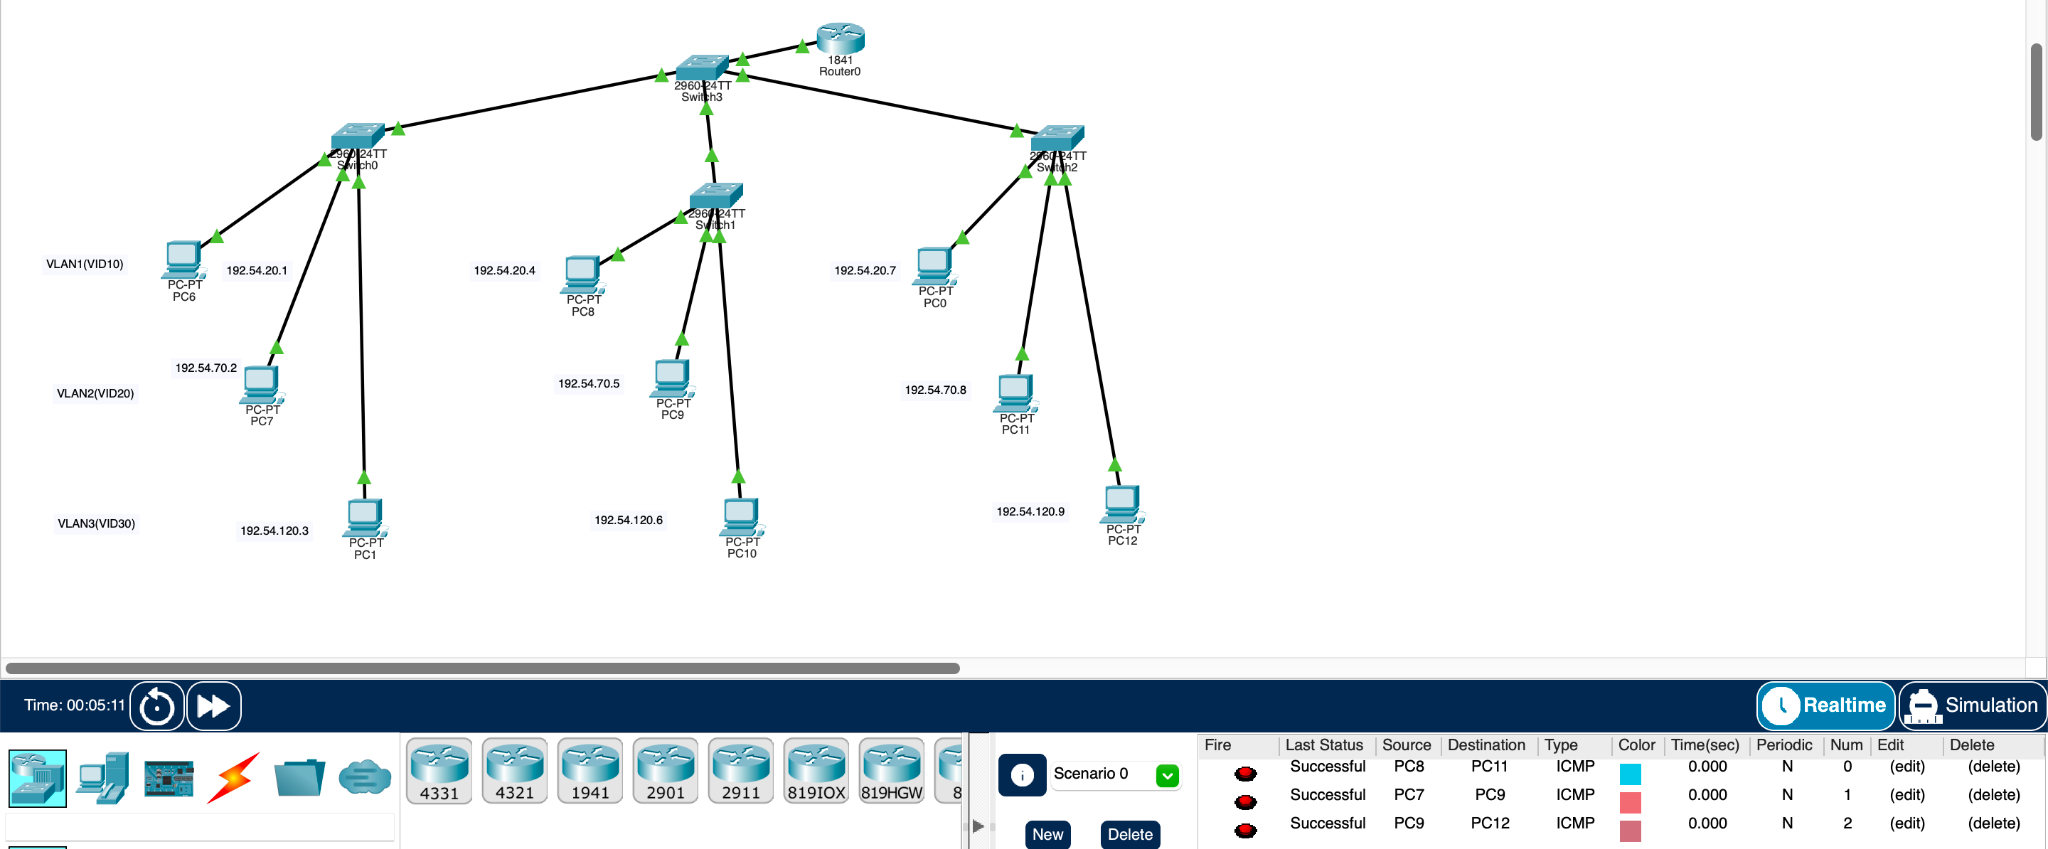 1841
Router0
2960-24TT
Switch3
2960-24TT
Switch0
2960-24TT
Switch2
2960-24TT
Switch1
VLAN1(VID10)
PC-PT
PC6
192.54.20.1
192.54.20.4
PC-PT
PC8
192.54.20.7
PC-PT
PC0
VLAN2(VID20)
192.54.70.2
PC-PT
PC7
192.54.70.5
PC-PT
PC9
192.54.70.8
PC-PT
PC11
VLAN3(VID30)
192.54.120.3
PC-PT
PC1
192.54.120.6
PC-PT
PC10
192.54.120.9
PC-PT
PC12
Time: 00:05:11
Realtime
Simulation
4331
4321
1941
2901
2911
819IOX
819HGW
8
Scenario 0
New
Delete
Fire Last Status Source Destination Type Color Time(sec) Periodic Num Edit Delete
Successful PC8 PC11 ICMP 0.000 N 0 (edit) (delete)
Successful PC7 PC9 ICMP 0.000 N 1 (edit) (delete)
Successful PC9 PC12 ICMP 0.000 N 2 (edit) (delete)